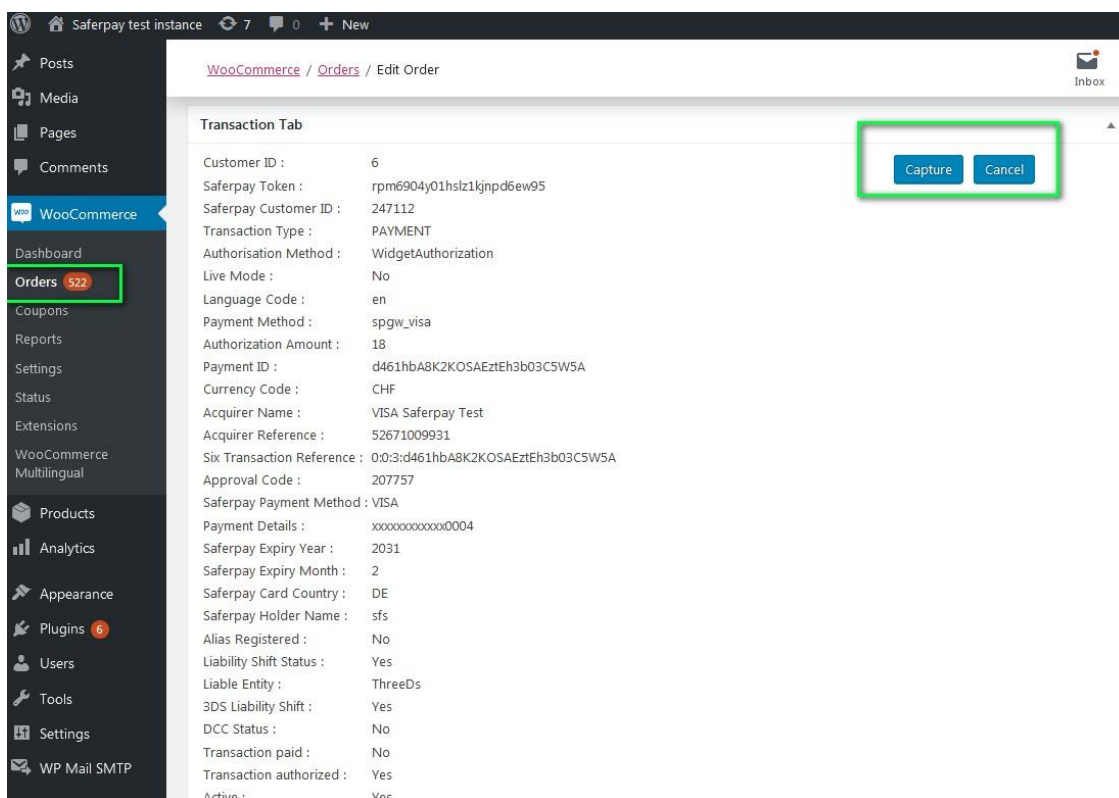 Saferpay test instance 7 0 + New
Posts
Media
Pages
Comments
WooCommerce
Dashboard
Orders 522
Coupons
Reports
Settings
Status
Extensions
WooCommerce
Multilingual
Products
Analytics
Appearance
Plugins 6
Users
Tools
Settings
WP Mail SMTP
WooCommerce / Orders / Edit Order
Inbox
Transaction Tab
Capture Cancel
Customer ID : 6
Saferpay Token : rpm6904y01hslz1kjnpd6ew95
Saferpay Customer ID : 247112
Transaction Type : PAYMENT
Authorisation Method : WidgetAuthorization
Live Mode : No
Language Code : en
Payment Method : spgw_visa
Authorization Amount : 18
Payment ID : d461hbA8K2KOSAEztEh3b03C5W5A
Currency Code : CHF
Acquirer Name : VISA Saferpay Test
Acquirer Reference : 52671009931
Six Transaction Reference : 0:0:3:d461hbA8K2KOSAEztEh3b03C5W5A
Approval Code : 207757
Saferpay Payment Method : VISA
Payment Details : xxxxxxxxxxxx0004
Saferpay Expiry Year : 2031
Saferpay Expiry Month : 2
Saferpay Card Country : DE
Saferpay Holder Name : sfs
Alias Registered : No
Liability Shift Status : Yes
Liable Entity : ThreeDs
3DS Liability Shift : Yes
DCC Status : No
Transaction paid : No
Transaction authorized : Yes
Active : Yes